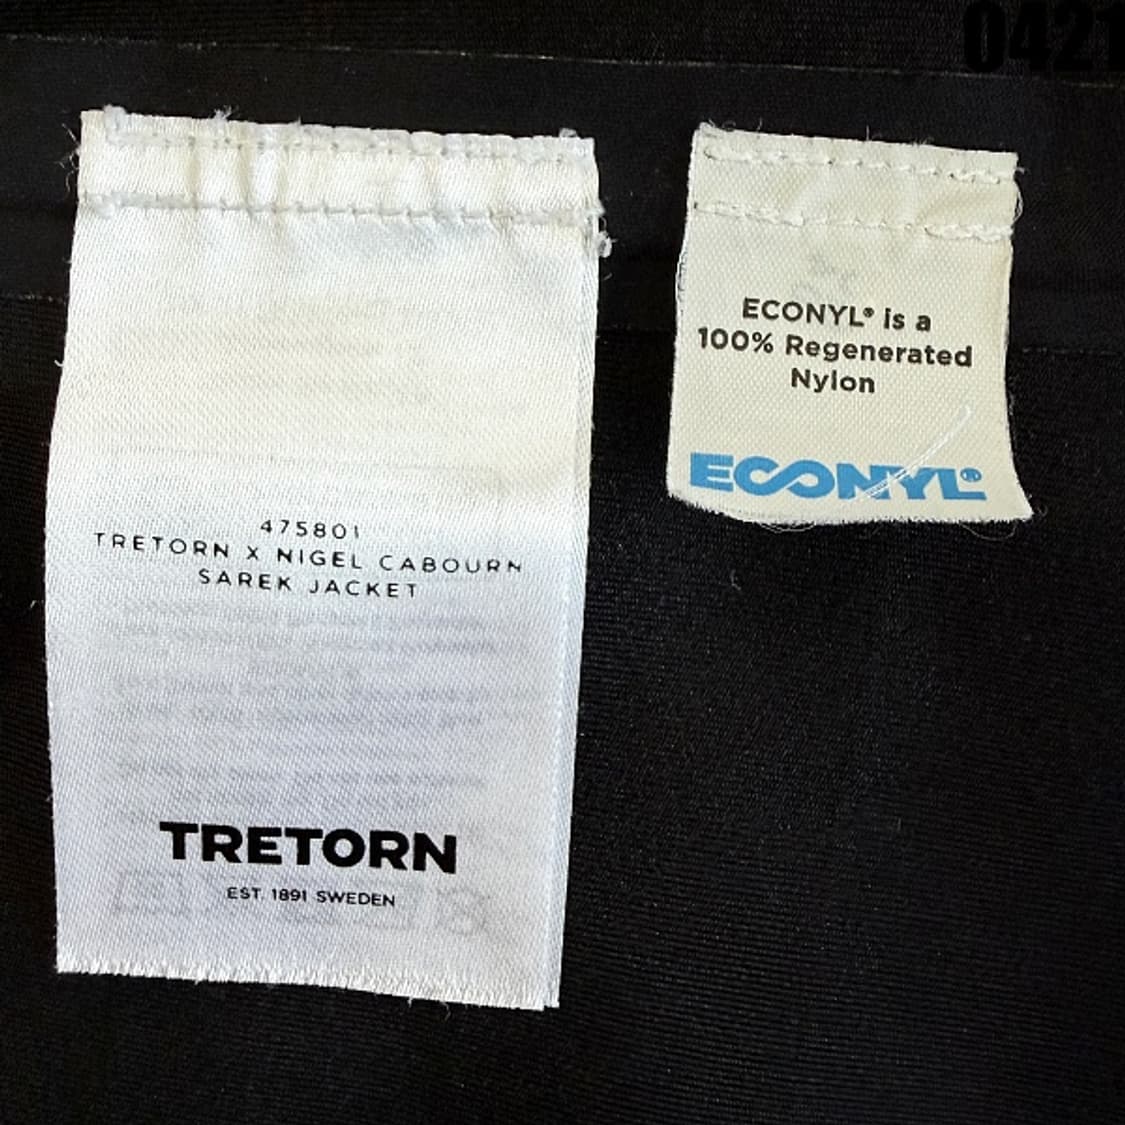 0421
475801
TRETORN X NIGEL CABOURN
SAREK JACKET
TRETORN
EST. 1891 SWEDEN
ECONYL® is a
100% Regenerated
Nylon
ECONYL®